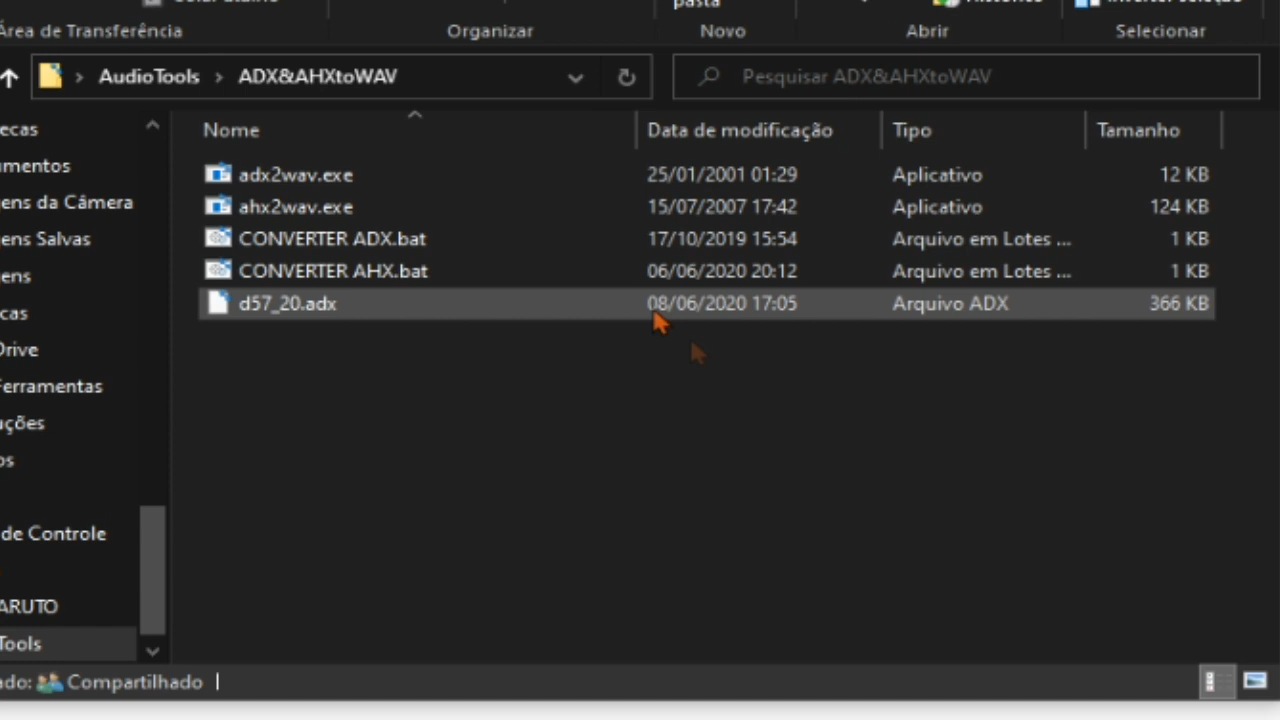 pasta
Área de Transferência
Organizar
Novo
Abrir
Selecionar
AudioTools > ADX&AHXtoWAV
Pesquisar ADX&AHXtoWAV
Nome
Data de modificação
Tipo
Tamanho
adx2wav.exe 25/01/2001 01:29 Aplicativo 12 KB
ahx2wav.exe 15/07/2007 17:42 Aplicativo 124 KB
CONVERTER ADX.bat 17/10/2019 15:54 Arquivo em Lotes ... 1 KB
CONVERTER AHX.bat 06/06/2020 20:12 Arquivo em Lotes ... 1 KB
d57_20.adx 08/06/2020 17:05 Arquivo ADX 366 KB
ecas
umentos
ens da Câmera
ens Salvas
ens
cas
Drive
Ferramentas
uções
os
de Controle
ARUTO
Tools
ado: Compartilhado